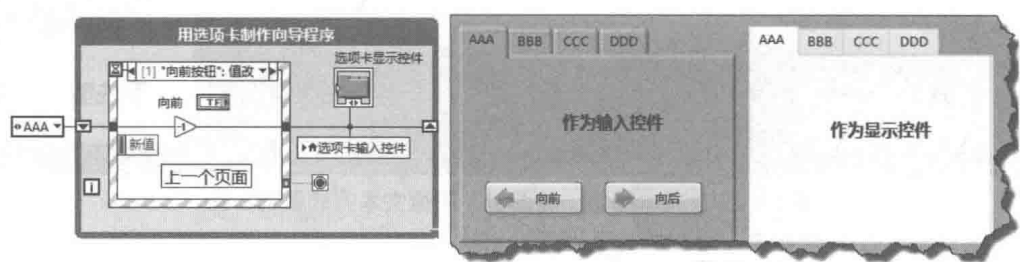 用选项卡制作向导程序
选项卡显示控件
[1] "向前按钮": 值改
向前
TF
AAA
-1
新值
选项卡输入控件
上一个页面
i
AAA BBB CCC DDD
作为输入控件
向前 向后
AAA BBB CCC DDD
作为显示控件